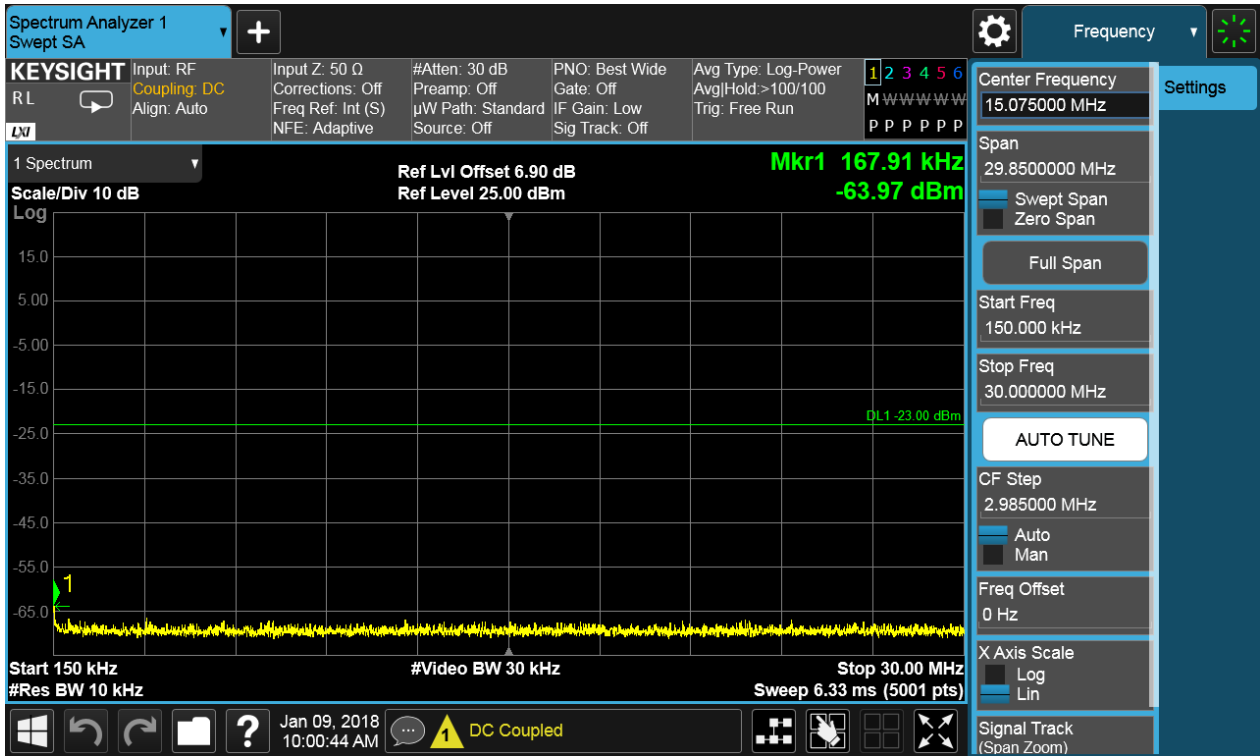 Spectrum Analyzer 1
Swept SA
+
Frequency
KEYSIGHT
R L
LXI
Input: RF
Coupling: DC
Align: Auto
Input Z: 50 Ω
Corrections: Off
Freq Ref: Int (S)
NFE: Adaptive
#Atten: 30 dB
Preamp: Off
µW Path: Standard
Source: Off
PNO: Best Wide
Gate: Off
IF Gain: Low
Sig Track: Off
Avg Type: Log-Power
Avg|Hold:>100/100
Trig: Free Run
1 2 3 4 5 6
M W W W W W
P P P P P P
1 Spectrum
Scale/Div 10 dB
Log
Ref Lvl Offset 6.90 dB
Ref Level 25.00 dBm
Mkr1 167.91 kHz
-63.97 dBm
15.0
5.00
-5.00
-15.0
DL1 -23.00 dBm
-25.0
-35.0
-45.0
-55.0
1
-65.0
Start 150 kHz
#Video BW 30 kHz
Stop 30.00 MHz
#Res BW 10 kHz
Sweep 6.33 ms (5001 pts)
Center Frequency
15.075000 MHz
Span
29.8500000 MHz
Swept Span
Zero Span
Full Span
Start Freq
150.000 kHz
Stop Freq
30.000000 MHz
AUTO TUNE
CF Step
2.985000 MHz
Auto
Man
Freq Offset
0 Hz
X Axis Scale
Log
Lin
Signal Track
(Span Zoom)
Settings
?
Jan 09, 2018
10:00:44 AM
1
DC Coupled